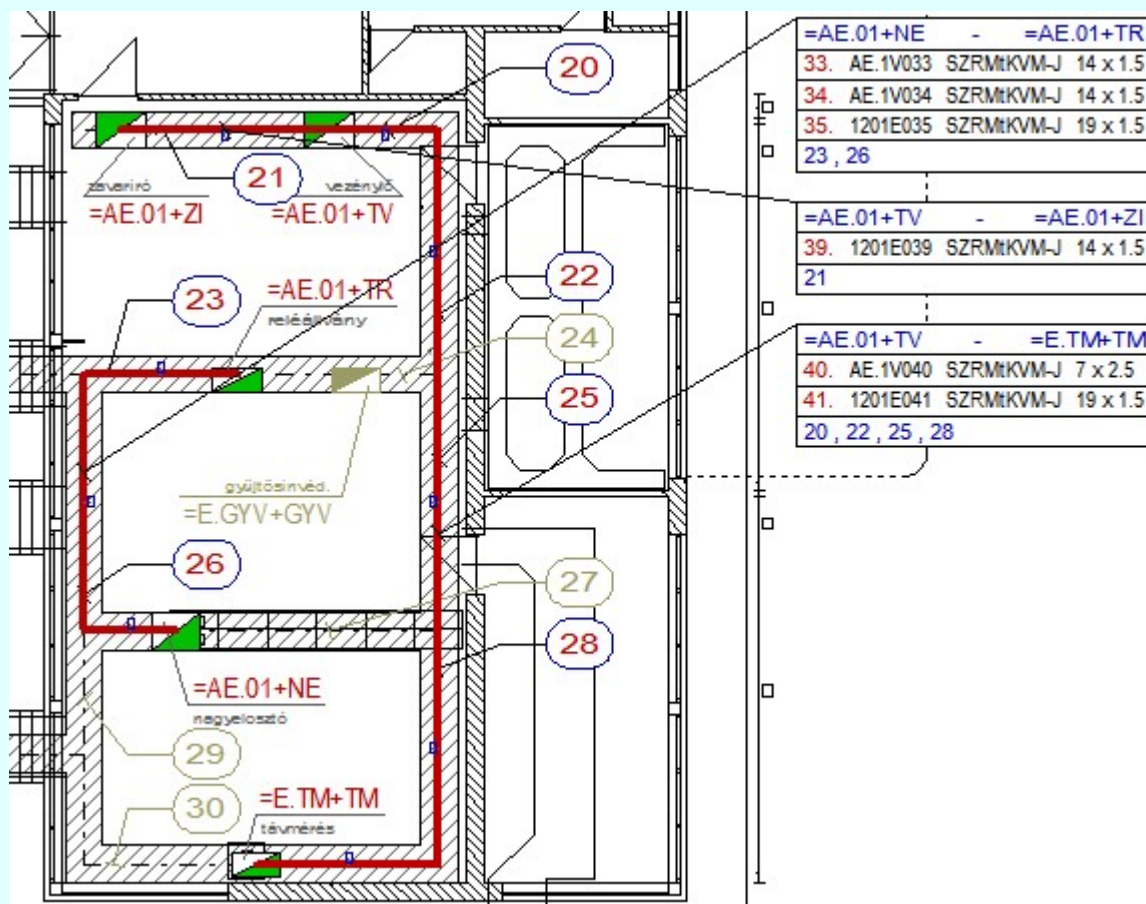 20
21
závaríró
=AE.01+ZI
vezénylő
=AE.01+TV
23
=AE.01+TR
reléállvány
22
24
25
gyűjtősínvéd.
=E.GYV+GYV
26
27
28
=AE.01+NE
nagyelosztó
29
30
=E.TM+TM
távmérés
=AE.01+NE - =AE.01+TR
33. AE.1V033 SZRMtKVM-J 14 x 1.5
34. AE.1V034 SZRMtKVM-J 14 x 1.5
35. 1201E035 SZRMtKVM-J 19 x 1.5
23 , 26
=AE.01+TV - =AE.01+ZI
39. 1201E039 SZRMtKVM-J 14 x 1.5
21
=AE.01+TV - =E.TM+TM
40. AE.1V040 SZRMtKVM-J 7 x 2.5
41. 1201E041 SZRMtKVM-J 19 x 1.5
20 , 22 , 25 , 28